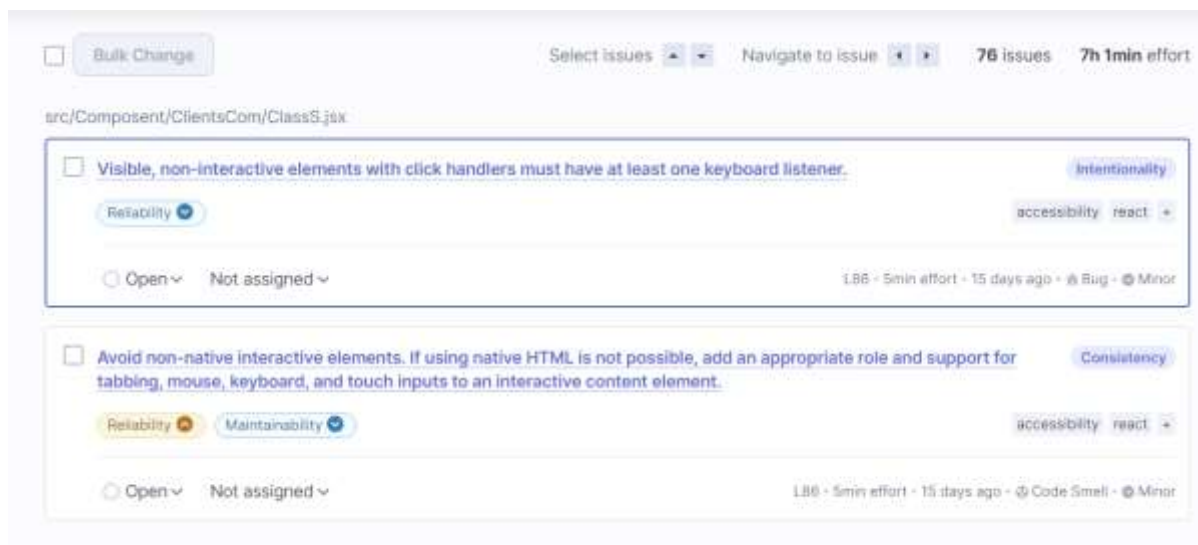 Bulk Change Select issues Navigate to issue 76 issues 7h 1min effort
src/Component/ClientsCom/ClassS.jsx
Visible, non-interactive elements with click handlers must have at least one keyboard listener. Intentionality
Reliability accessibility react +
Open Not assigned L86 • 5min effort • 15 days ago • Bug • Minor
Avoid non-native interactive elements. If using native HTML is not possible, add an appropriate role and support for Consistency
tabbing, mouse, keyboard, and touch inputs to an interactive content element.
Reliability Maintainability accessibility react +
Open Not assigned L86 • 5min effort • 15 days ago • Code Smell • Minor